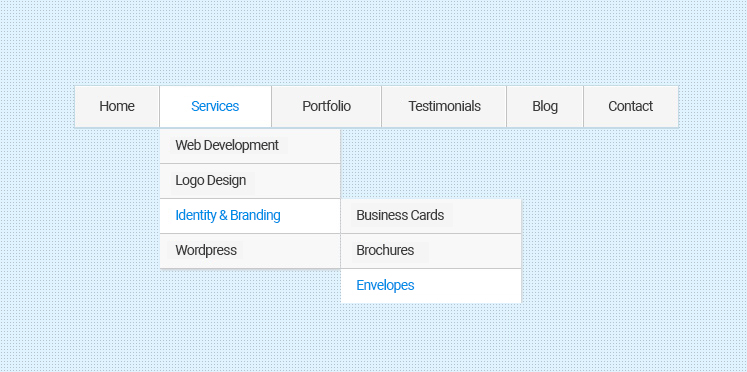 Home Services Portfolio Testimonials Blog Contact
Web Development
Logo Design
Identity & Branding
Wordpress
Business Cards
Brochures
Envelopes